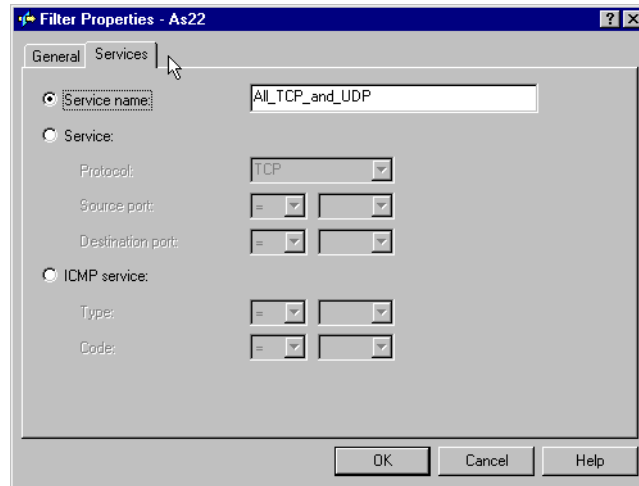 Filter Properties - As22
General Services
Service name: All_TCP_and_UDP
Service:
Protocol: TCP
Source port: =
Destination port: =
ICMP service:
Type: =
Code: =
OK Cancel Help